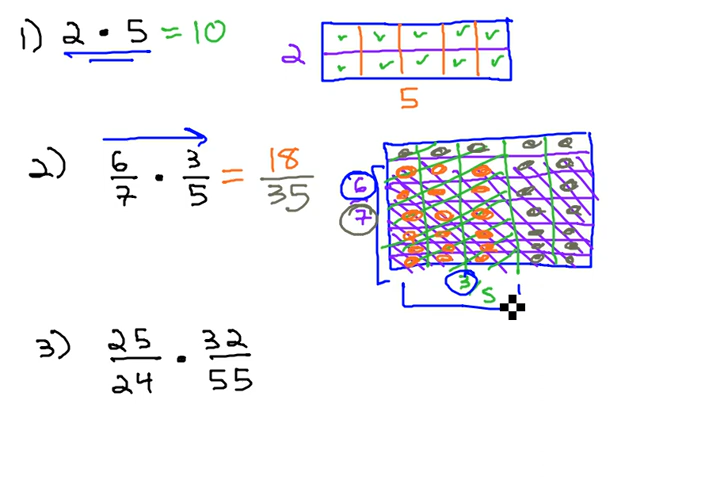 1) 2 · 5 = 10
2
5
2) 6/7 · 3/5 = 18/35
6/7
3
5
3) 25/24 · 32/55